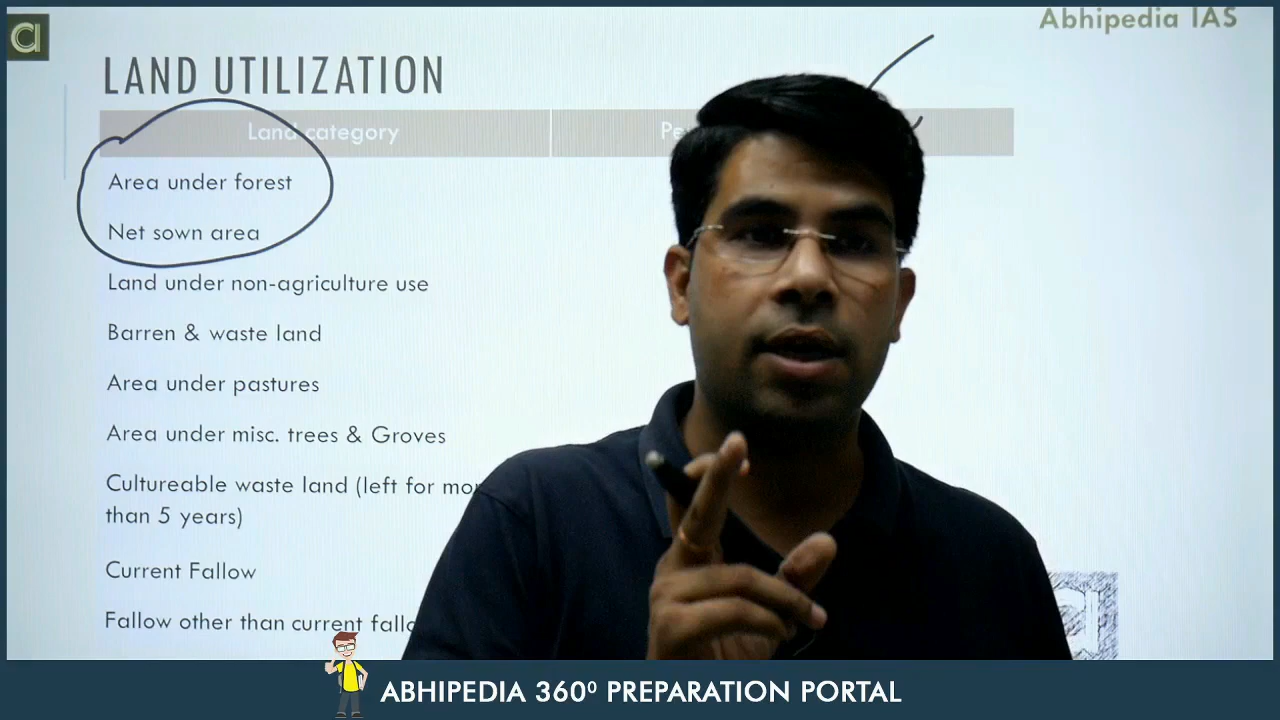 Abhipedia IAS
LAND UTILIZATION
Land category
Area under forest
Net sown area
Land under non-agriculture use
Barren & waste land
Area under pastures
Area under misc. trees & Groves
Cultureable waste land (left for
than 5 years)
Current Fallow
Fallow other than current
ABHIPEDIA 360⁰ PREPARATION PORTAL